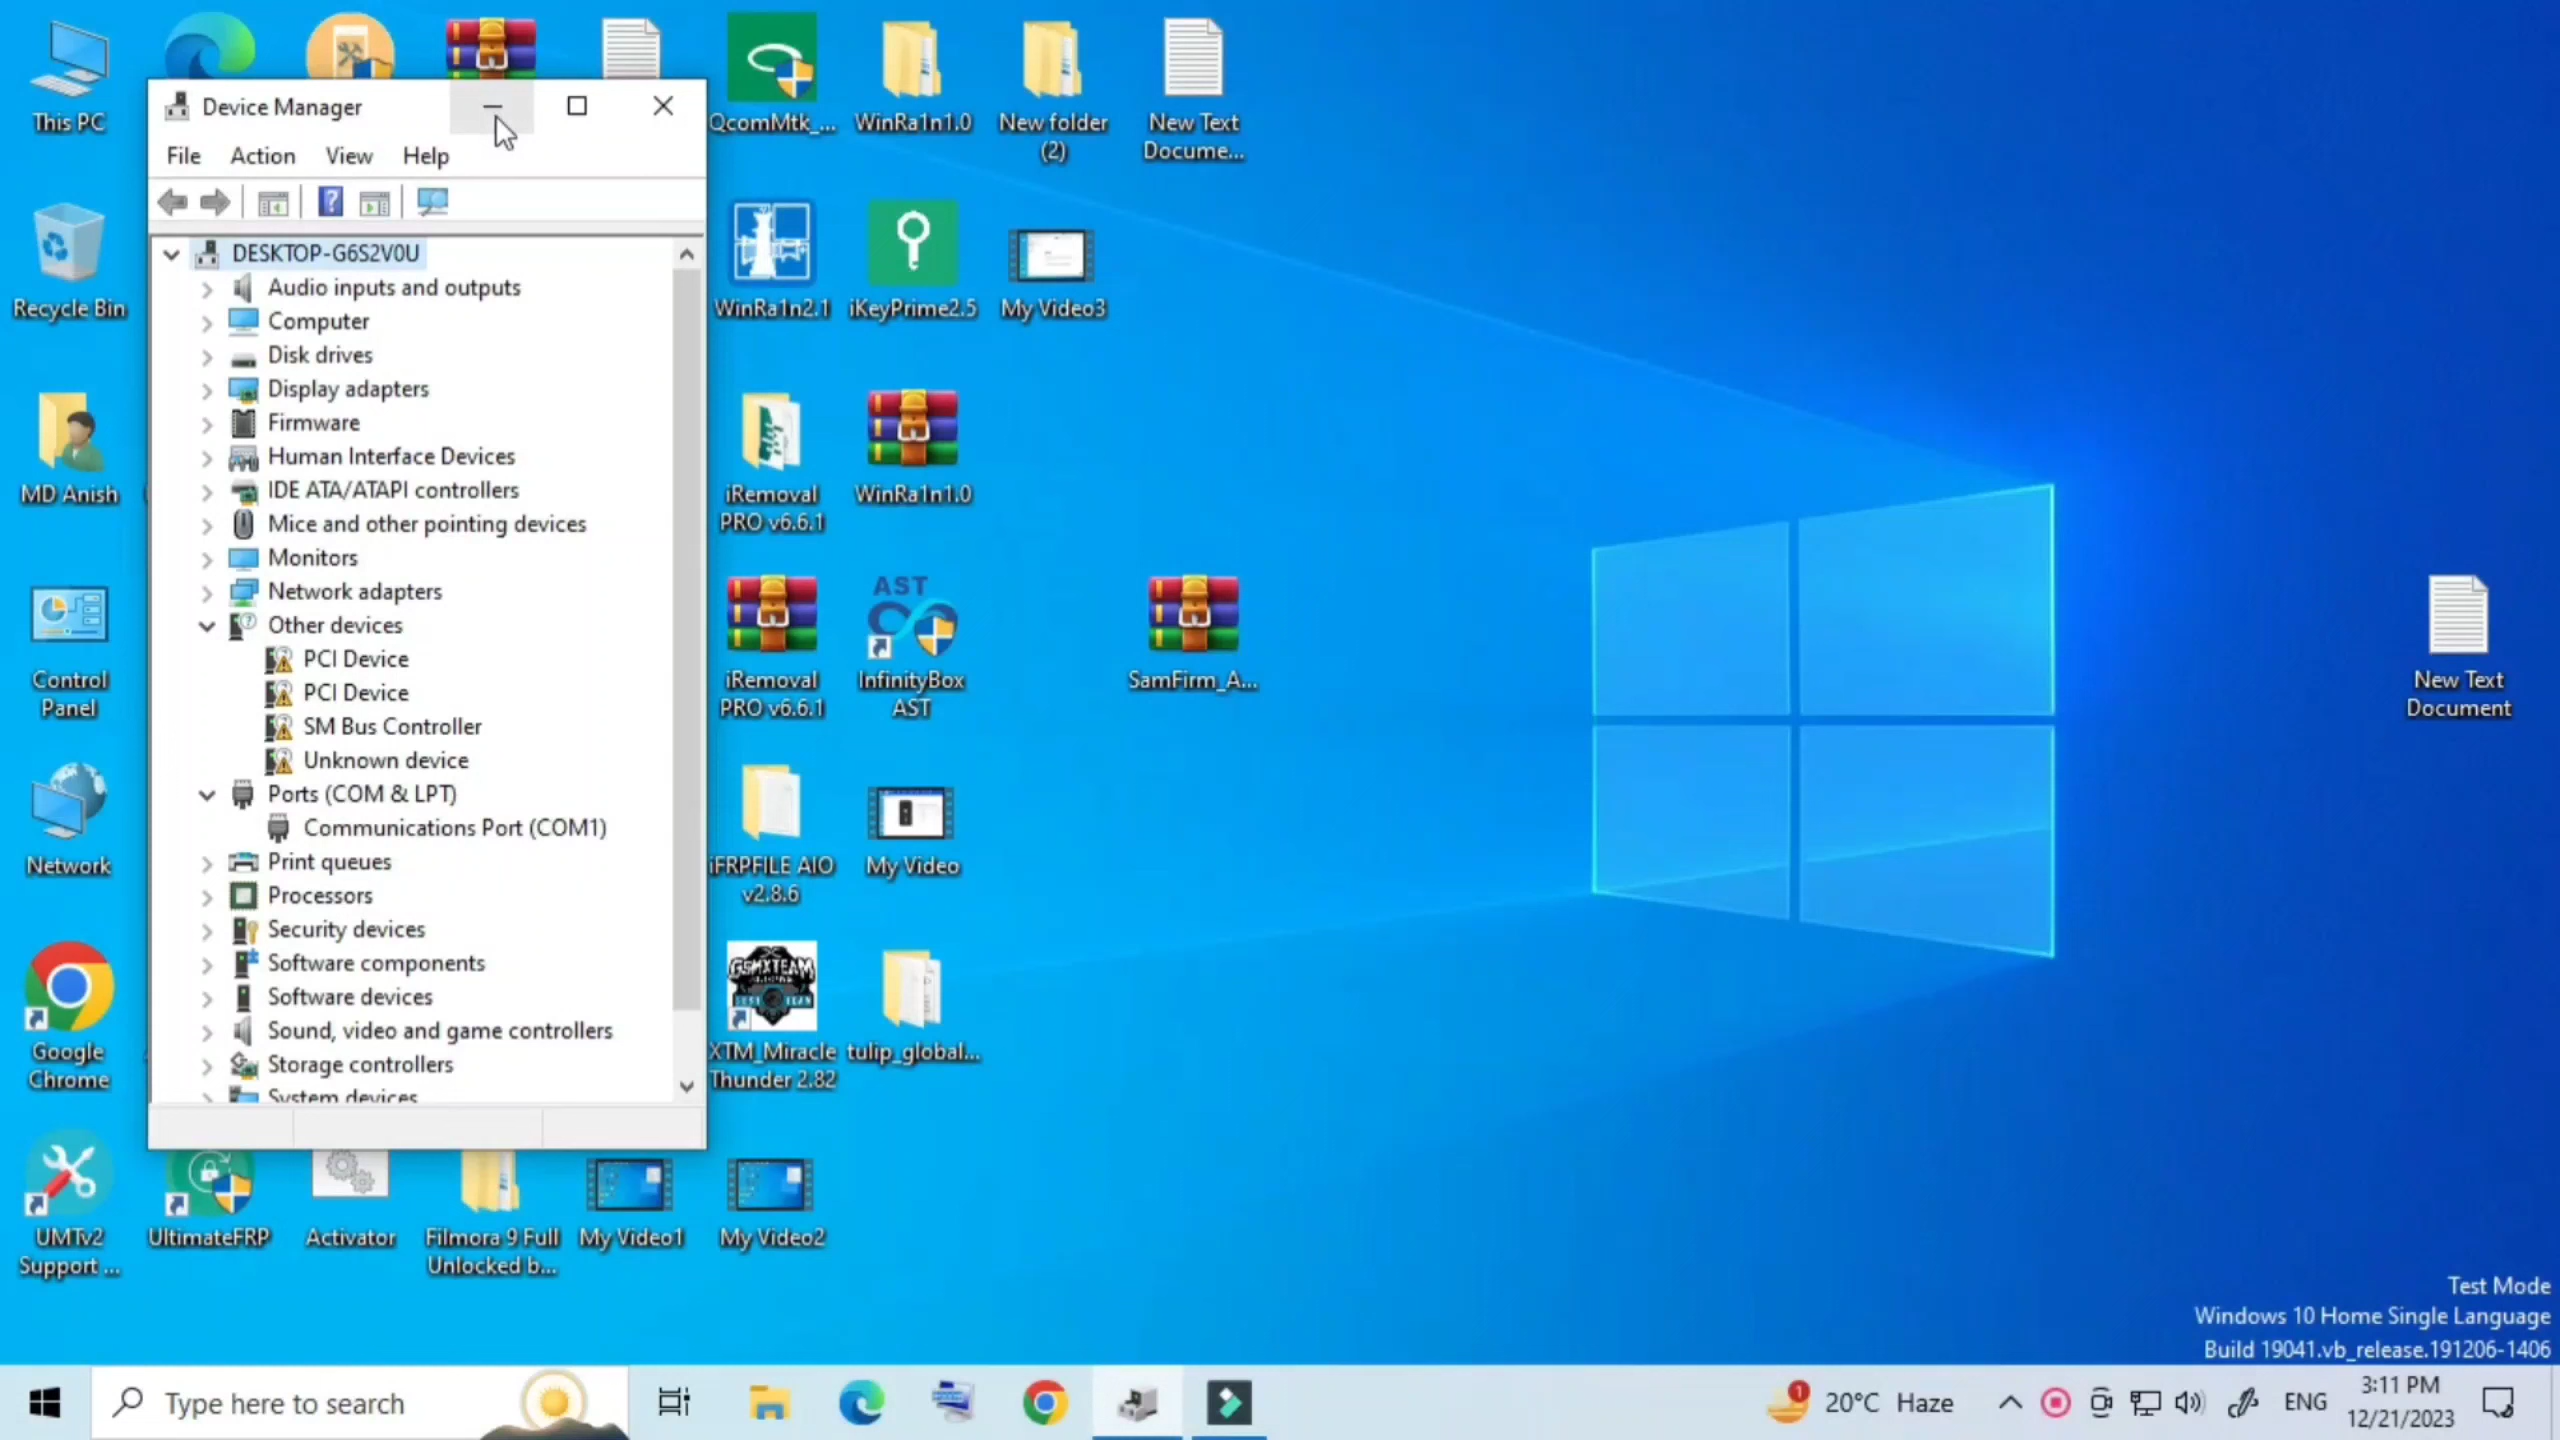 This PC
Recycle Bin
MD Anish
Control
Panel
Network
Google
Chrome
UMTv2
Support ...
Device Manager
File Action View Help
DESKTOP-G6S2V0U
Audio inputs and outputs
Computer
Disk drives
Display adapters
Firmware
Human Interface Devices
IDE ATA/ATAPI controllers
Mice and other pointing devices
Monitors
Network adapters
Other devices
PCI Device
PCI Device
SM Bus Controller
Unknown device
Ports (COM & LPT)
Communications Port (COM1)
Print queues
Processors
Security devices
Software components
Software devices
Sound, video and game controllers
Storage controllers
System devices
UltimateFRP
Activator
Filmora 9 Full
Unlocked b...
My Video1
My Video2
QcomMtk_...
WinRa1n2.1
iRemoval
PRO v6.6.1
iRemoval
PRO v6.6.1
iFRPFILE AIO
v2.8.6
GSMXTEAM
XTM_Miracle
Thunder 2.82
WinRa1n1.0
iKeyPrime2.5
WinRa1n1.0
AST
InfinityBox
AST
My Video
tulip_global...
New folder
(2)
My Video3
New Text
Docume...
SamFirm_A...
New Text
Document
Test Mode
Windows 10 Home Single Language
Build 19041.vb_release.191206-1406
Type here to search
1
20°C Haze
ENG
3:11 PM
12/21/2023